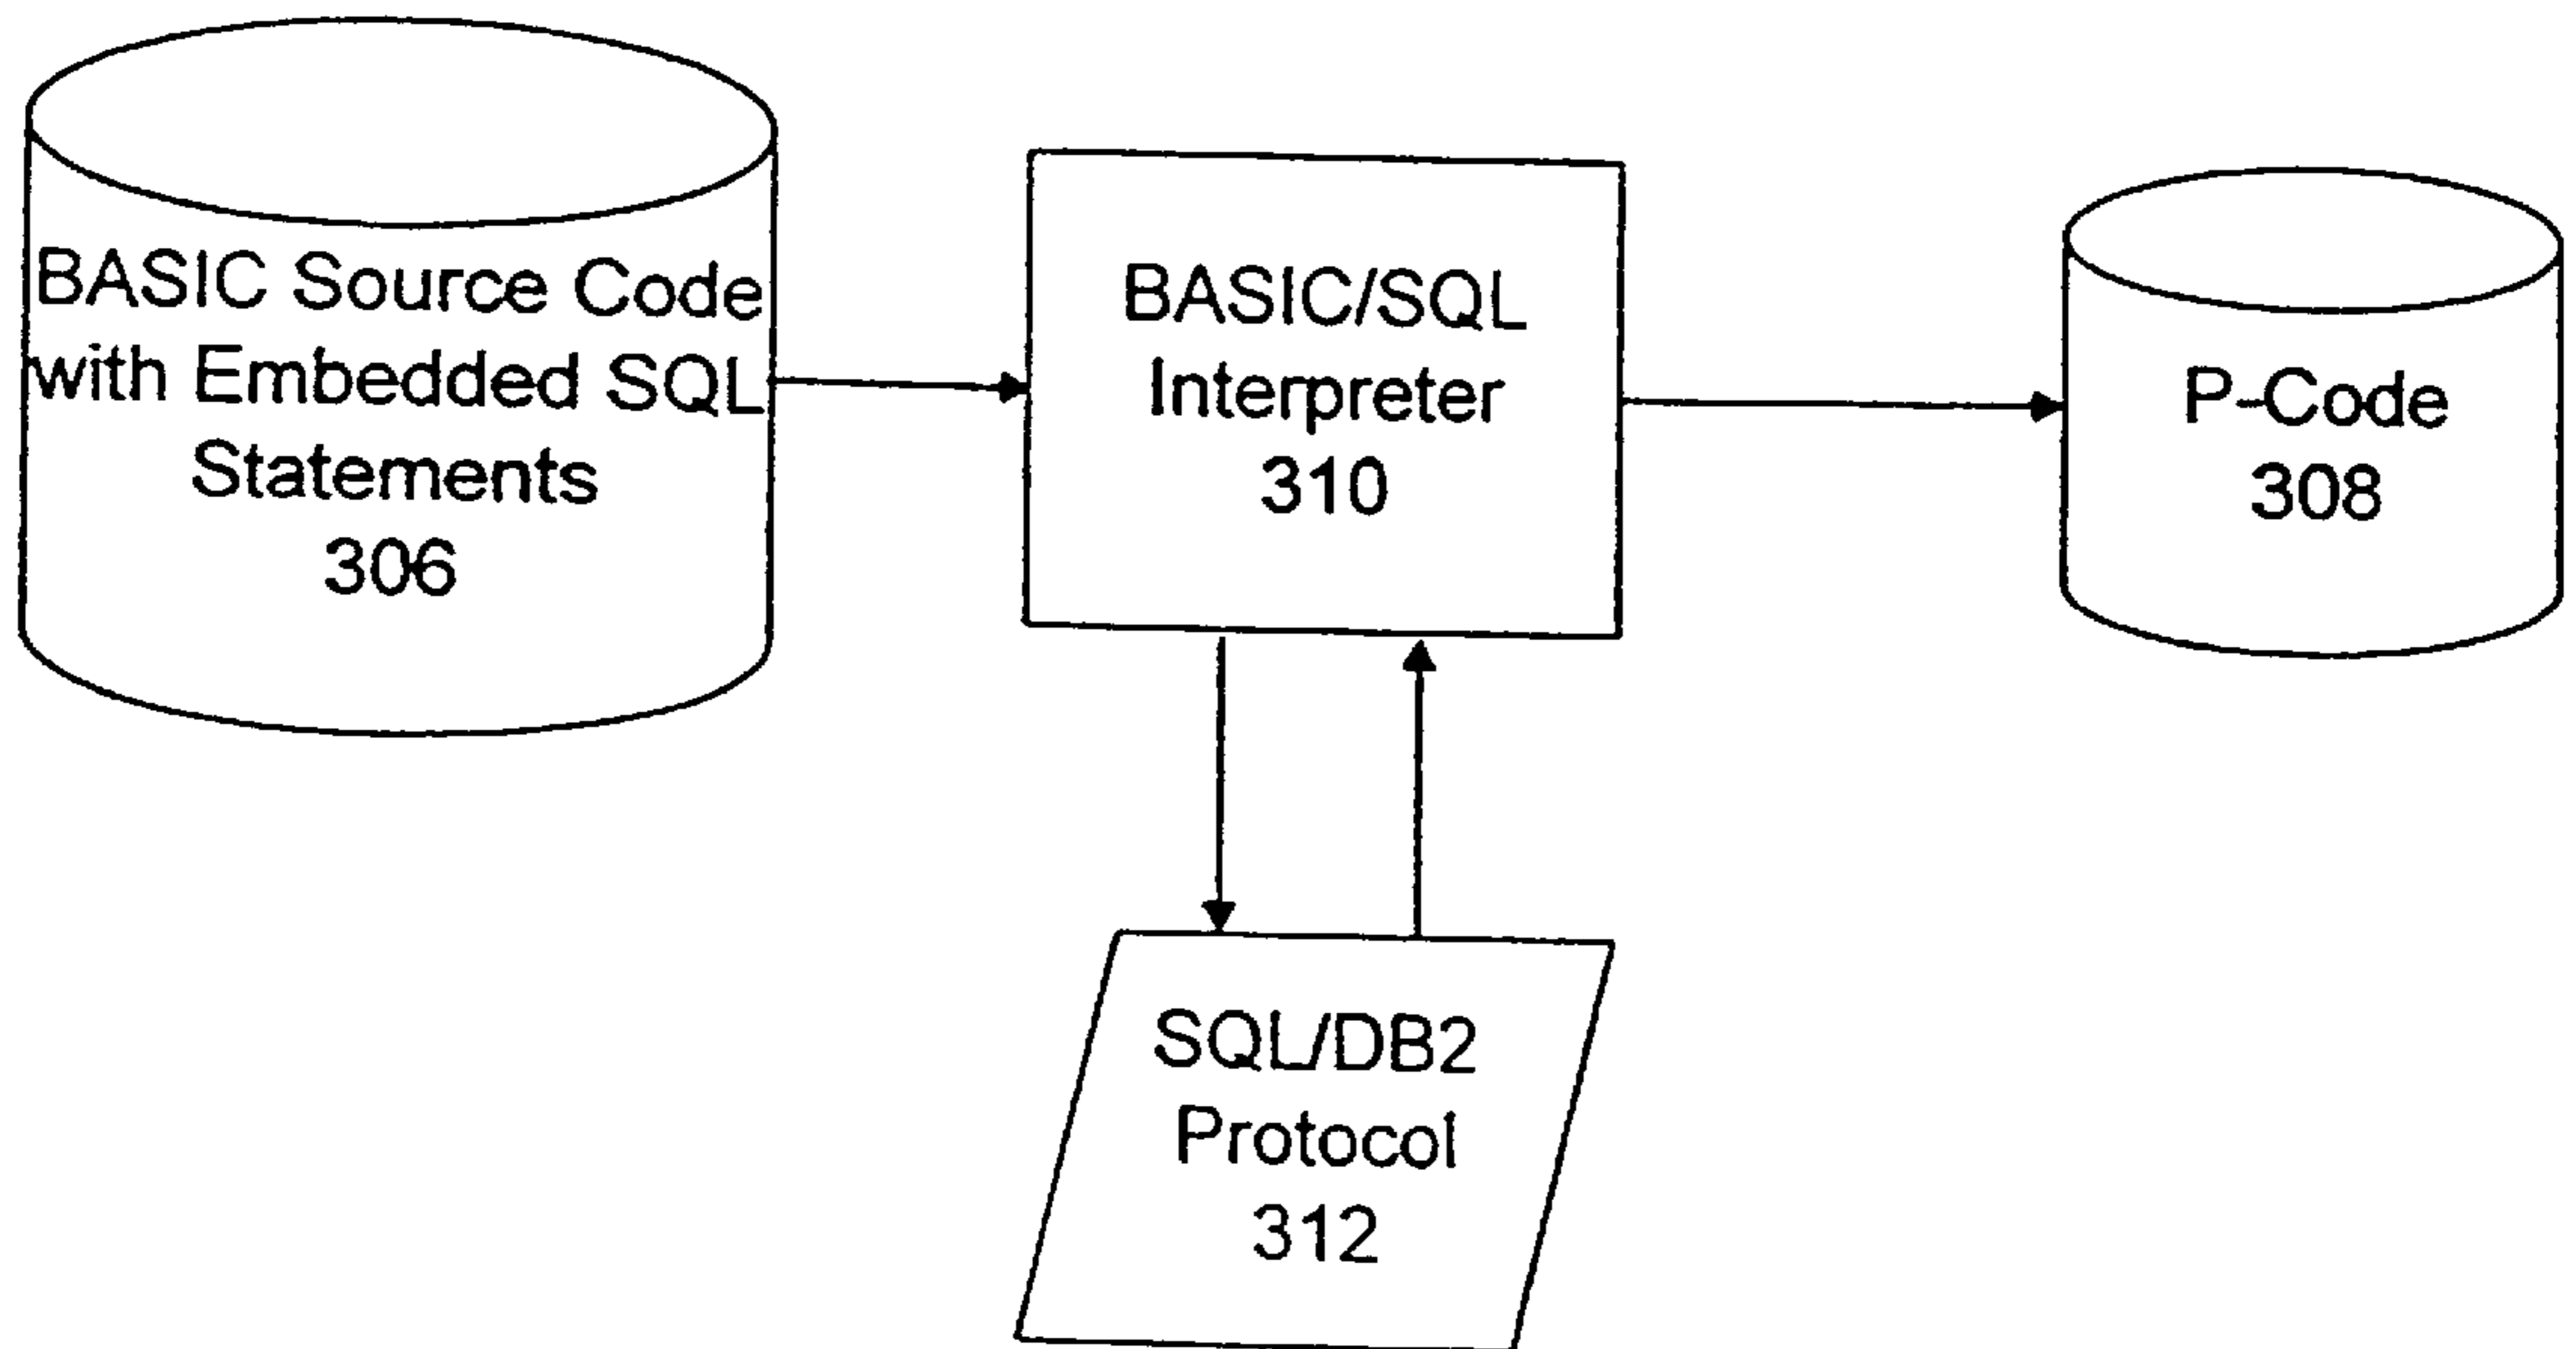 BASIC Source Code
with Embedded SQL
Statements
306
BASIC/SQL
Interpreter
310
P-Code
308
SQL/DB2
Protocol
312